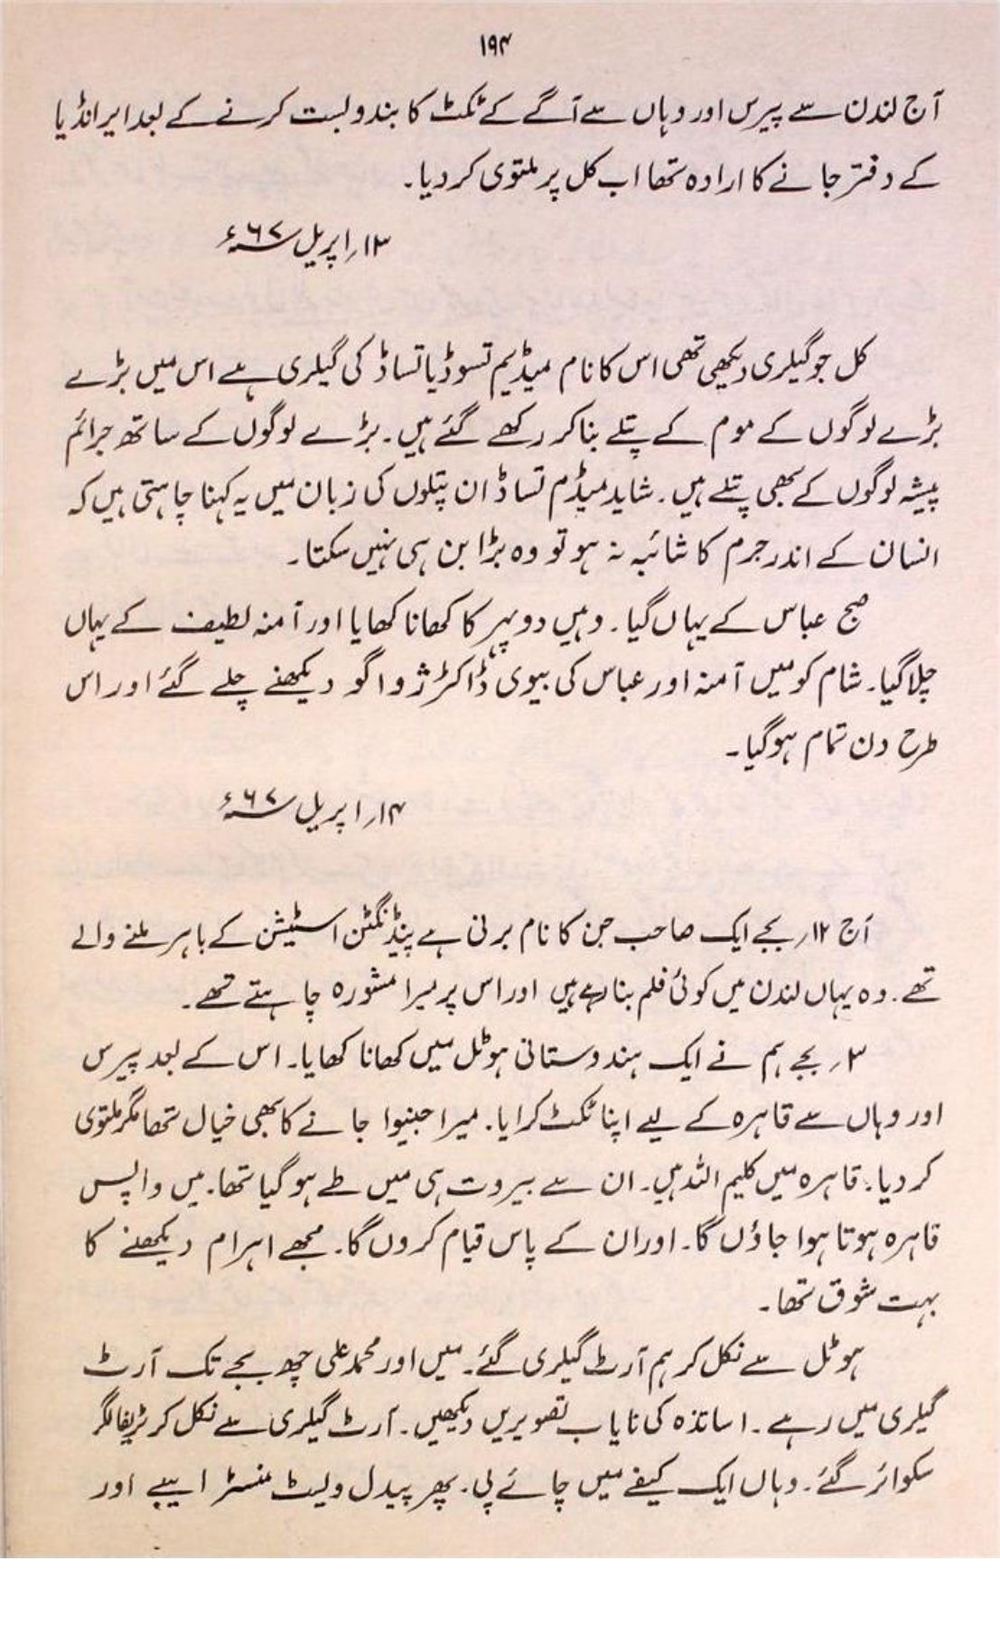 ۱۹۴
آج لندن سے پیرس اور وہاں سے آگے کے ٹکٹ کا بندوبست کرنے کے بعد ایر انڈیا
کے دفتر جانے کا ارادہ تھا اب کل پر ملتوی کردیا۔
۱۳؍اپریل ۶۷ء
کل جو گیلری دیکھی تھی اس کا نام میڈیم تسوڈ یا تساڈ کی گیلری ہے اس میں بڑے
بڑے لوگوں کے موم کے پتلے بناکر رکھے گئے ہیں۔ بڑے لوگوں کے ساتھ جرائم
پیشہ لوگوں کے بھی پتلے ہیں۔ شاید میڈم تساڈ ان پتلوں کی زبان میں یہ کہنا چاہتی ہیں کہ
انسان کے اندر جرم کا شائبہ نہ ہو تو وہ بڑا بن ہی نہیں سکتا۔
صبح عباس کے یہاں گیا۔ وہیں دوپہر کا کھانا کھایا اور آمنہ لطیف کے یہاں
چلا گیا۔ شام کو میں آمنہ اور عباس کی بیوی ڈاکٹر ژواگو دیکھنے چلے گئے اور اس
طرح دن تمام ہوگیا۔
۱۴؍اپریل ۶۷ء
آج ۱۲؍بجے ایک صاحب جن کا نام برنی ہے پنڈنگٹن اسٹیشن کے باہر ملنے والے
تھے۔ وہ یہاں لندن میں کوئی فلم بنا رہے ہیں اور اس پر میرا مشورہ چاہتے تھے۔
۳؍بجے ہم نے ایک ہندوستانی ہوٹل میں کھانا کھایا۔ اس کے بعد پیرس
اور وہاں سے قاہرہ کے لیے اپنا ٹکٹ کرایا۔ میرا جنیوا جانے کا بھی خیال تھا مگر ملتوی
کردیا۔ قاہرہ میں کلیم اللہ ہیں۔ ان سے بیروت ہی میں طے ہوگیا تھا۔ میں واپس
قاہرہ ہوتا ہوا جاؤں گا۔ اور ان کے پاس قیام کروں گا۔ مجھے اہرام دیکھنے کا
بہت شوق تھا۔
ہوٹل سے نکل کر ہم آرٹ گیلری گئے۔ میں اور محمد علی چھ بجے تک آرٹ
گیلری میں رہے۔ اساتذہ کی نایاب تصویریں دیکھیں۔ آرٹ گیلری سے نکل کر ٹریفالگر
سکوائر گئے۔ وہاں ایک کیفے میں چائے پی۔ پھر پیدل ویسٹ منسٹر ایبے اور